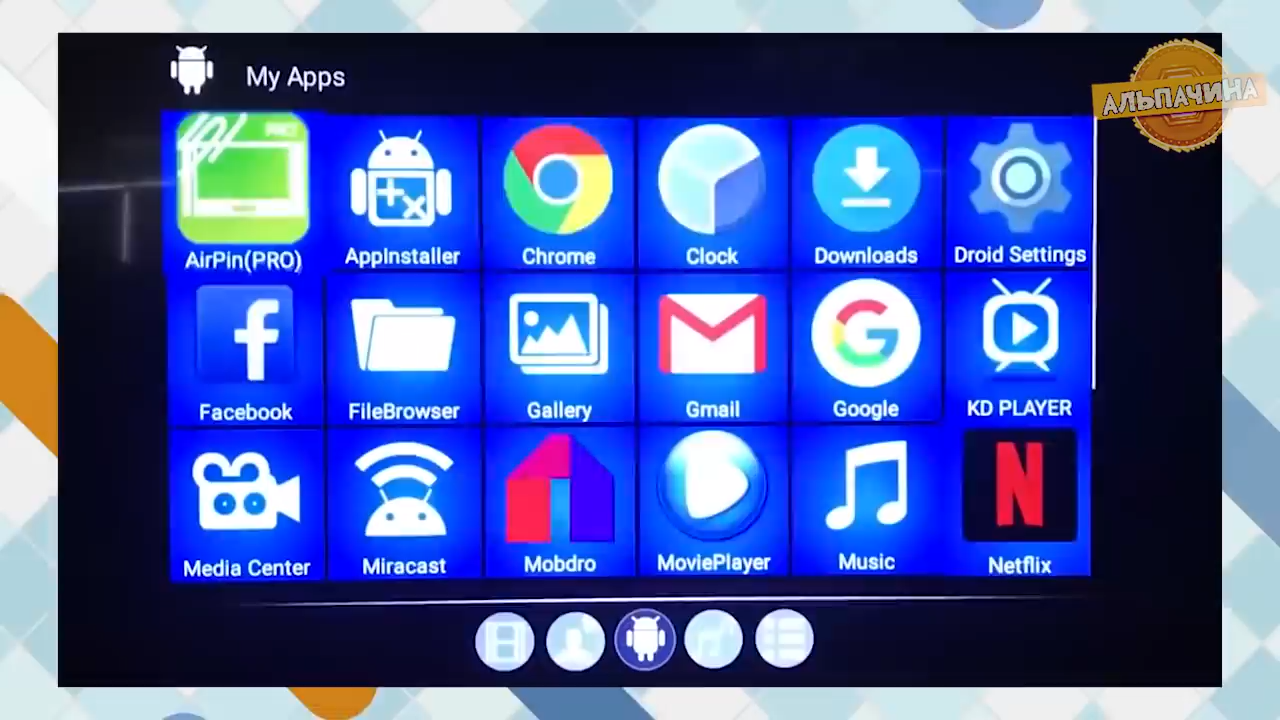 My Apps
АЛЬПАЧИНА
PRO
AirPin(PRO)
AppInstaller
Chrome
Clock
Downloads
Droid Settings
Facebook
FileBrowser
Gallery
Gmail
Google
KD PLAYER
Media Center
Miracast
Mobdro
MoviePlayer
Music
Netflix